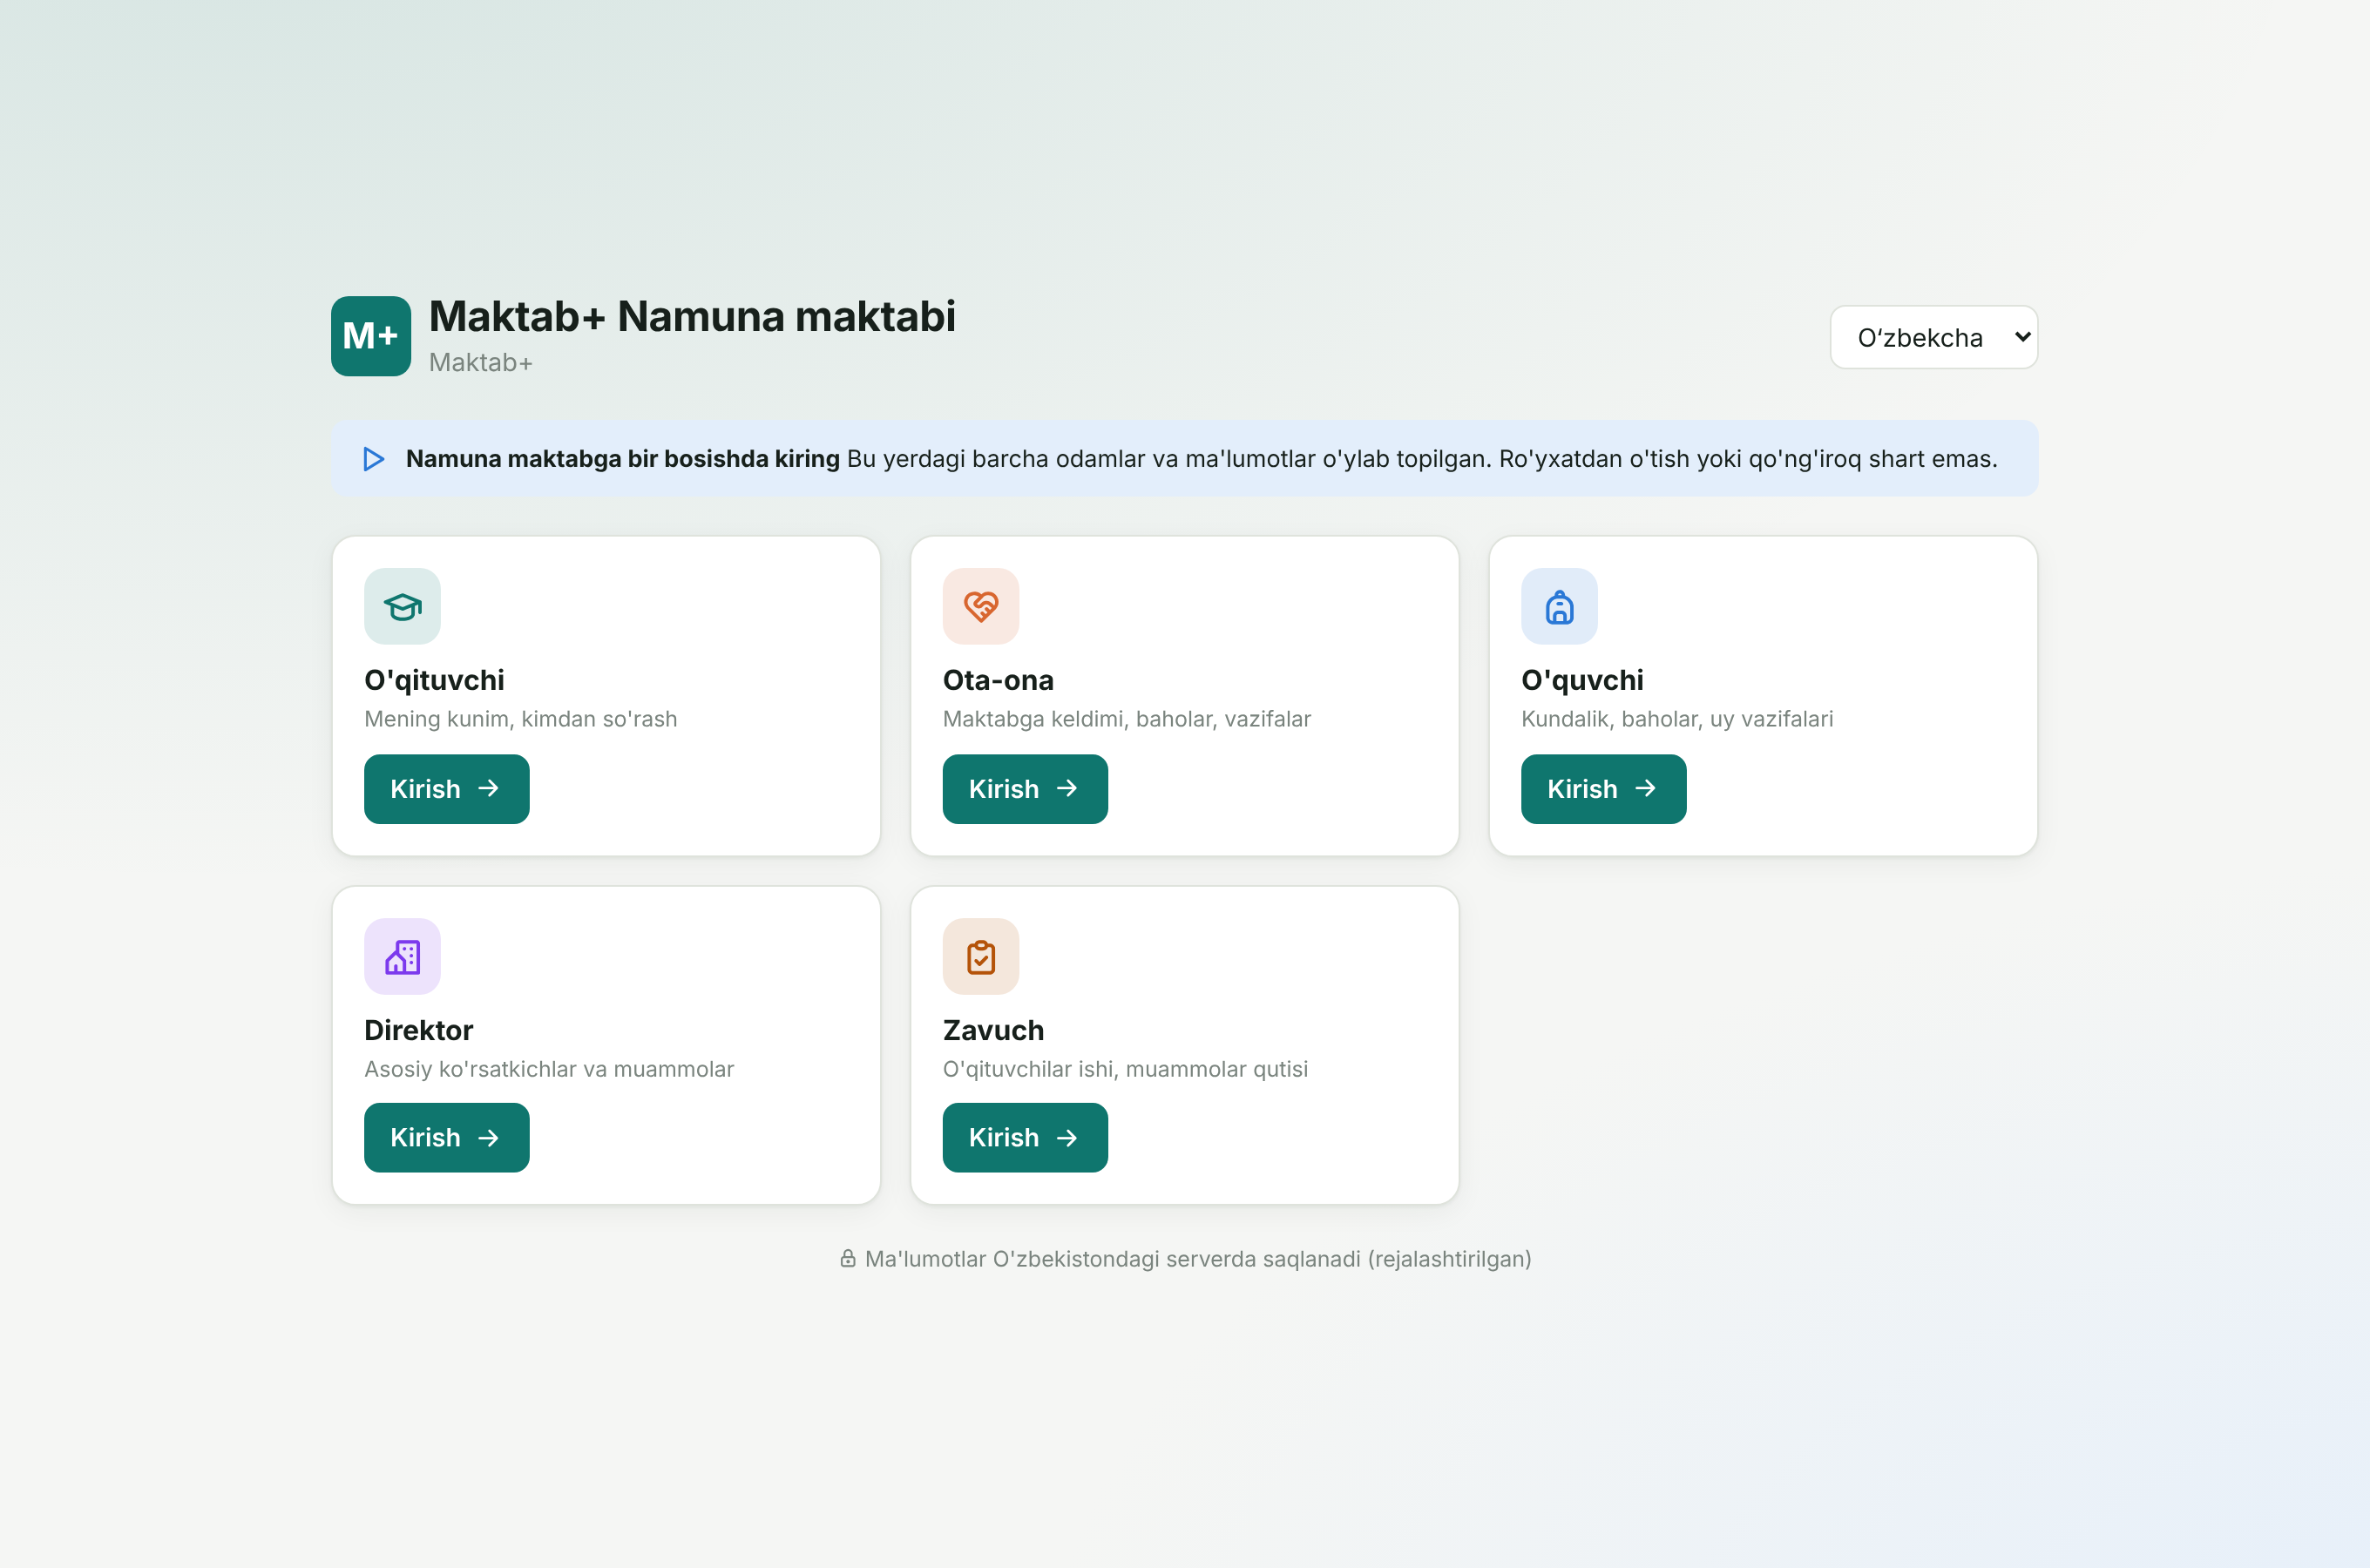 M+
Maktab+ Namuna maktabi
Maktab+
Oʻzbekcha
Namuna maktabga bir bosishda kiring Bu yerdagi barcha odamlar va ma'lumotlar o'ylab topilgan. Ro'yxatdan o'tish yoki qo'ng'iroq shart emas.
O'qituvchi
Mening kunim, kimdan so'rash
Kirish →
Ota-ona
Maktabga keldimi, baholar, vazifalar
Kirish →
O'quvchi
Kundalik, baholar, uy vazifalari
Kirish →
Direktor
Asosiy ko'rsatkichlar va muammolar
Kirish →
Zavuch
O'qituvchilar ishi, muammolar qutisi
Kirish →
Ma'lumotlar O'zbekistondagi serverda saqlanadi (rejalashtirilgan)